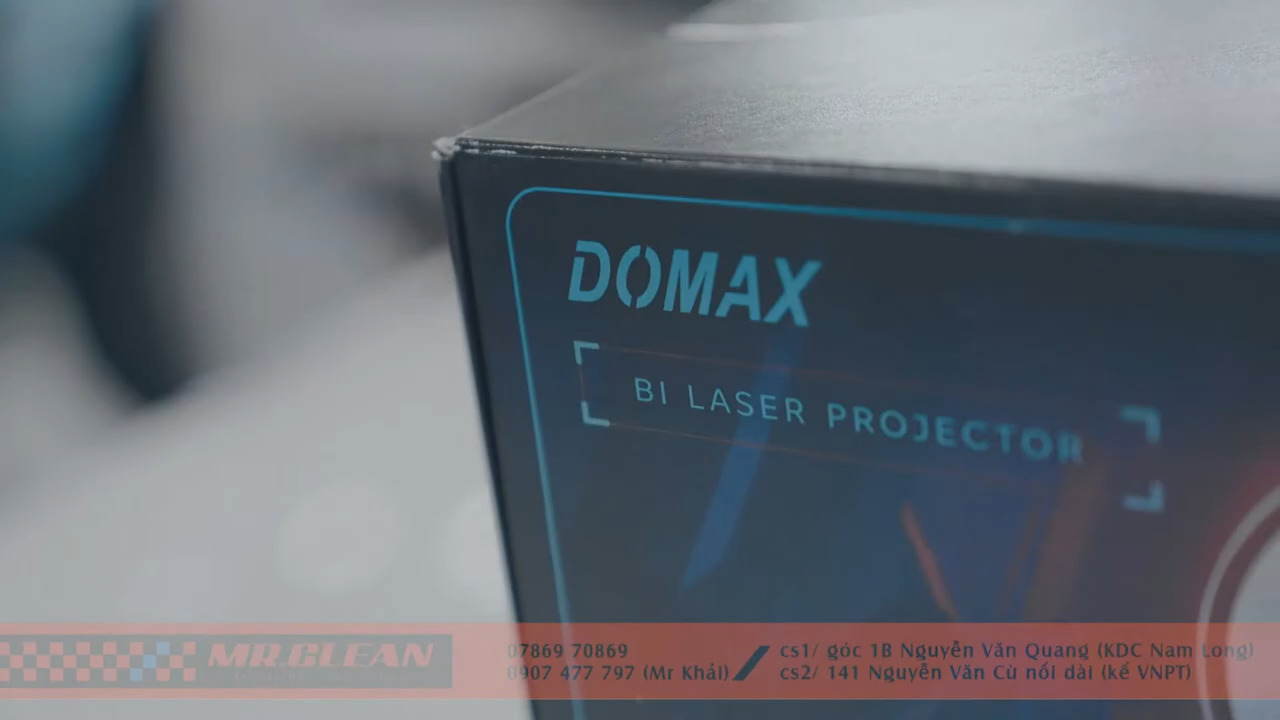 DOMAX
BI LASER PROJECTOR
MR.CLEAN
07869 70869
0907 477 797 (Mr Khải)
cs1/ góc 1B Nguyễn Văn Quang (KDC Nam Long)
cs2/ 141 Nguyễn Văn Cừ nối dài (kế VNPT)